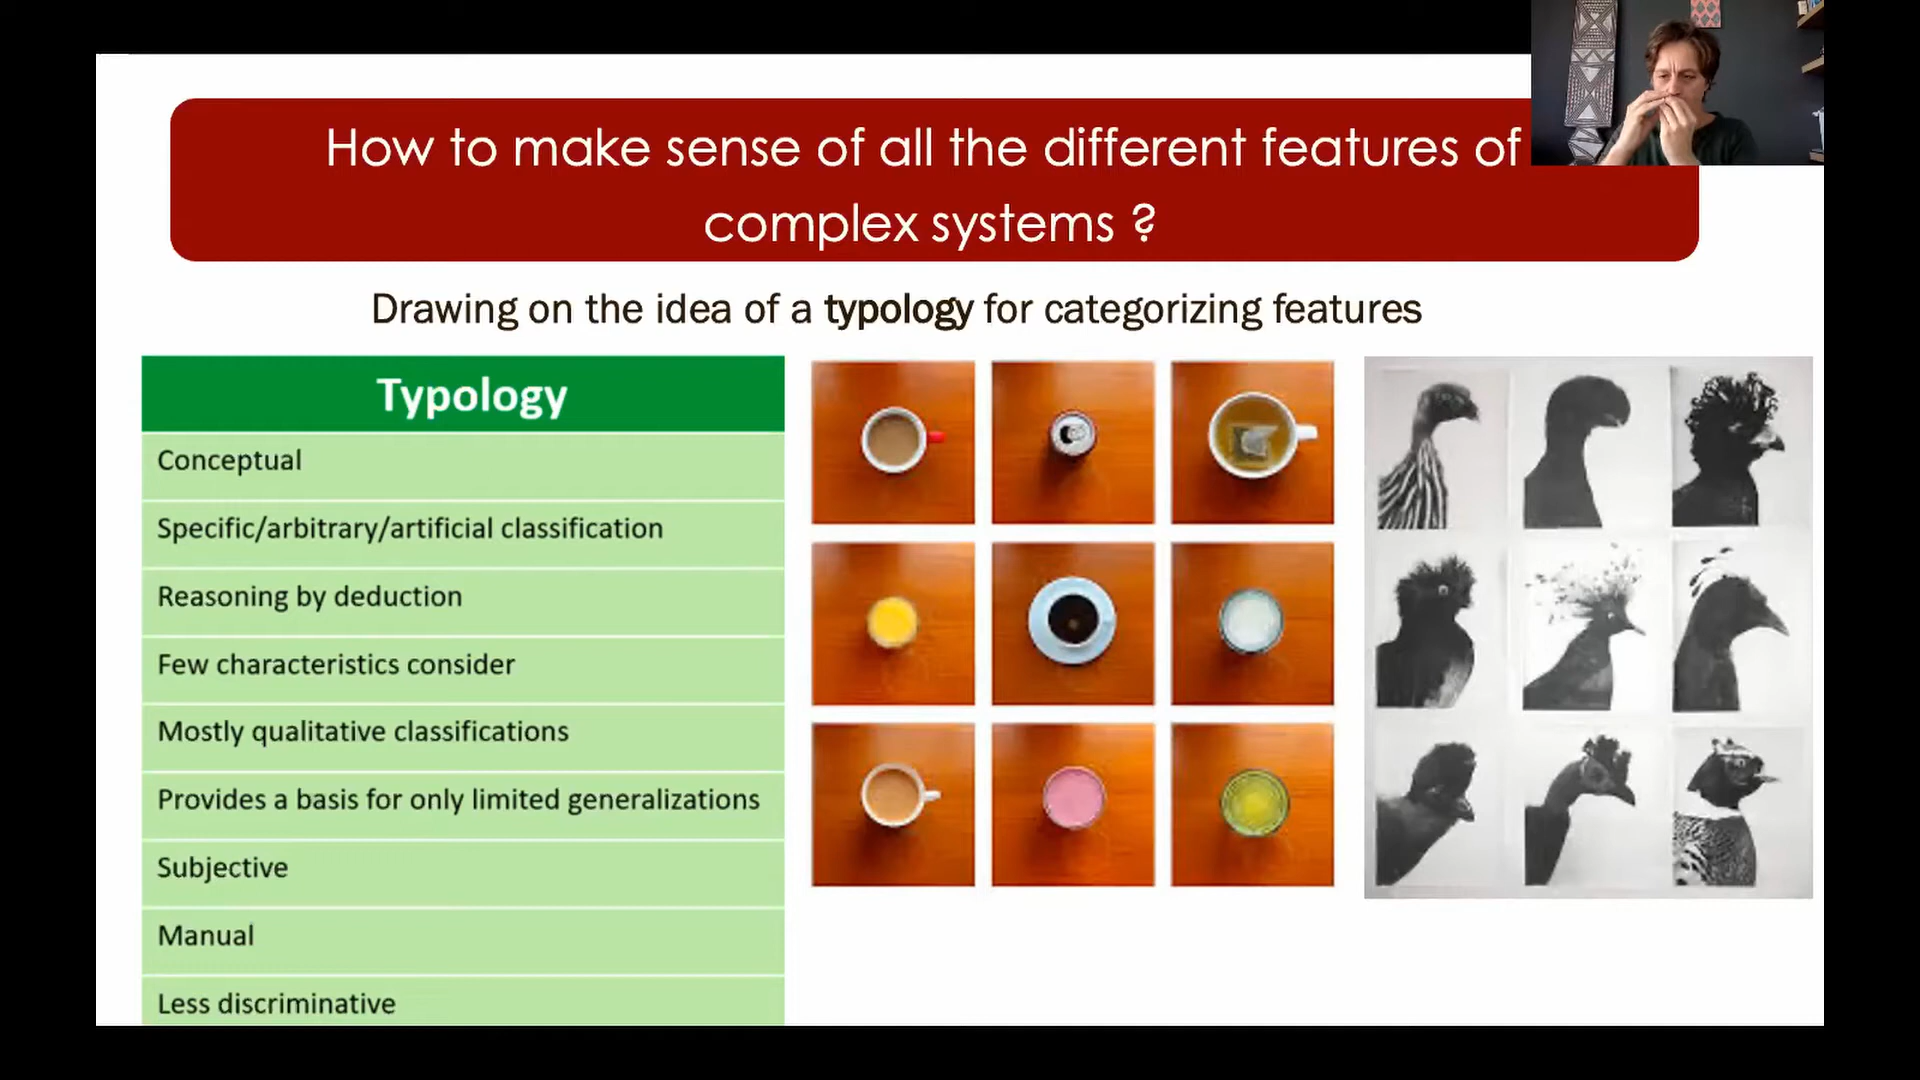 How to make sense of all the different features of
complex systems ?
Drawing on the idea of a typology for categorizing features
Typology
Conceptual
Specific/arbitrary/artificial classification
Reasoning by deduction
Few characteristics consider
Mostly qualitative classifications
Provides a basis for only limited generalizations
Subjective
Manual
Less discriminative